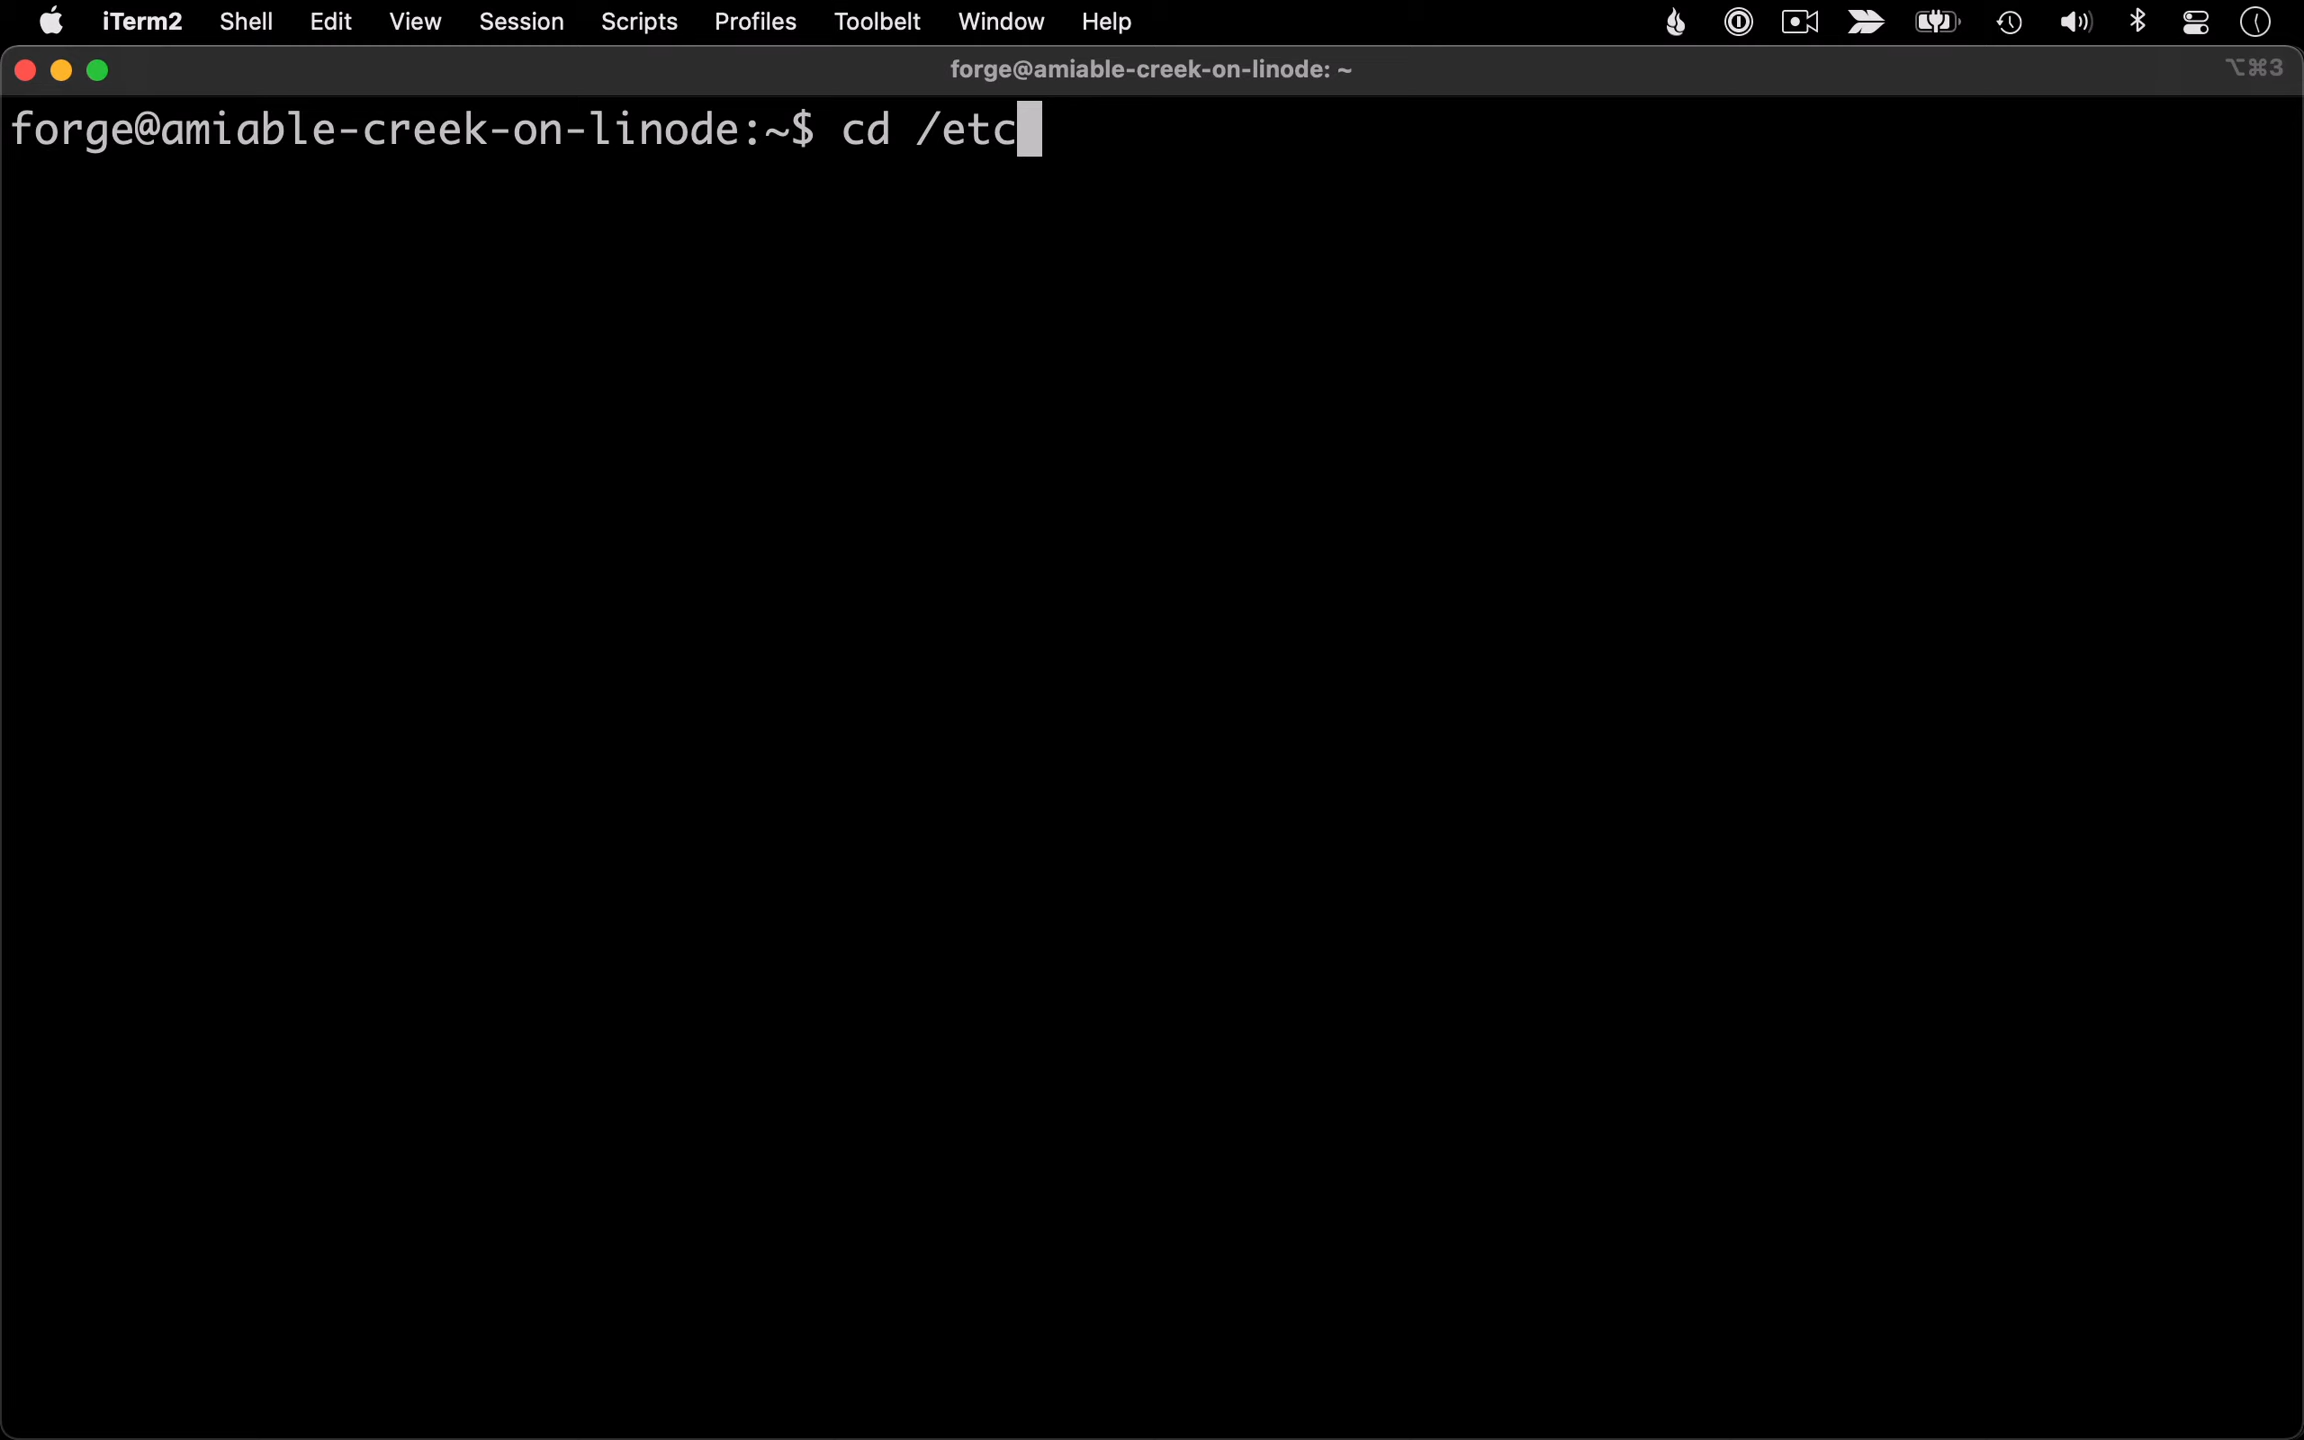 iTerm2 Shell Edit View Session Scripts Profiles Toolbelt Window Help
forge@amiable-creek-on-linode: ~ ⌥⌘3
forge@amiable-creek-on-linode:~$ cd /etc